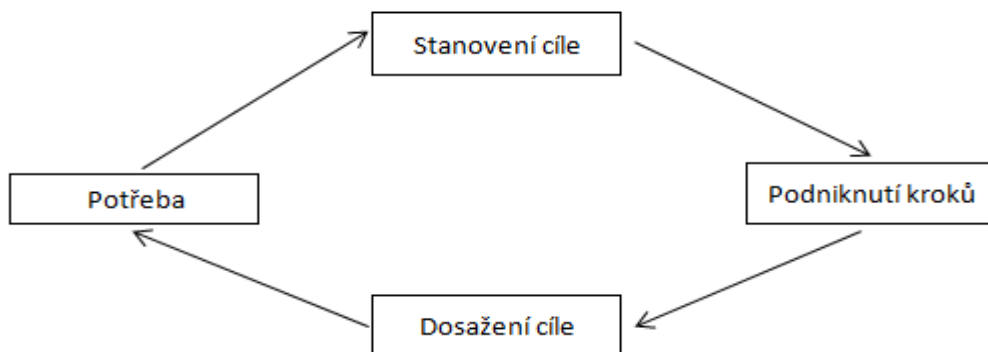 Stanovení cíle
Potřeba
Podniknutí kroků
Dosažení cíle